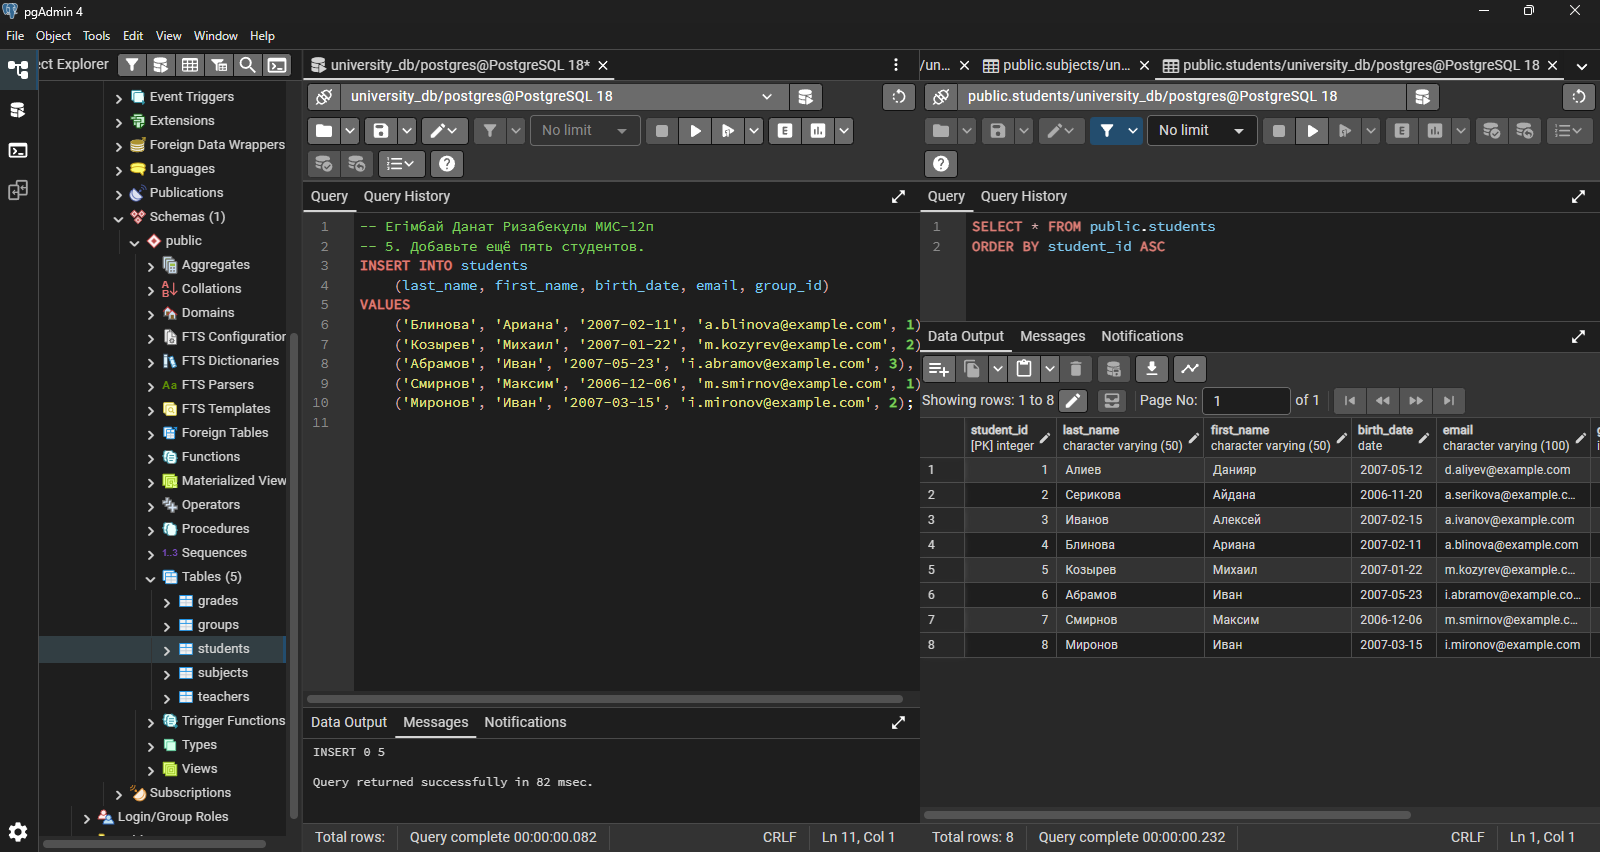 pgAdmin 4
File Object Tools Edit View Window Help
ct Explorer
Event Triggers
Extensions
Foreign Data Wrappers
Languages
Publications
Schemas (1)
public
Aggregates
Collations
Domains
FTS Configuration
FTS Dictionaries
FTS Parsers
FTS Templates
Foreign Tables
Functions
Materialized View
Operators
Procedures
Sequences
Tables (5)
grades
groups
students
subjects
teachers
Trigger Functions
Types
Views
Subscriptions
Login/Group Roles
university_db/postgres@PostgreSQL 18*
university_db/postgres@PostgreSQL 18
No limit
Query Query History
1 -- Егімбай Данат Ризабекұлы МИС-12п
2 -- 5. Добавьте ещё пять студентов.
3 INSERT INTO students
4 (last_name, first_name, birth_date, email, group_id)
5 VALUES
6 ('Блинова', 'Ариана', '2007-02-11', 'a.blinova@example.com', 1)
7 ('Козырев', 'Михаил', '2007-01-22', 'm.kozyrev@example.com', 2)
8 ('Абрамов', 'Иван', '2007-05-23', 'i.abramov@example.com', 3),
9 ('Смирнов', 'Максим', '2006-12-06', 'm.smirnov@example.com', 1)
10 ('Миронов', 'Иван', '2007-03-15', 'i.mironov@example.com', 2);
11
Data Output Messages Notifications
INSERT 0 5
Query returned successfully in 82 msec.
Total rows: Query complete 00:00:00.082 CRLF Ln 11, Col 1
/un... public.subjects/un... public.students/university_db/postgres@PostgreSQL 18
public.students/university_db/postgres@PostgreSQL 18
No limit
Query Query History
1 SELECT * FROM public.students
2 ORDER BY student_id ASC
Data Output Messages Notifications
Showing rows: 1 to 8 Page No: 1 of 1
student_id last_name first_name birth_date email
[PK] integer character varying (50) character varying (50) date character varying (100)
1 1 Алиев Данияр 2007-05-12 d.aliyev@example.com
2 2 Серикова Айдана 2006-11-20 a.serikova@example.c...
3 3 Иванов Алексей 2007-02-15 a.ivanov@example.com
4 4 Блинова Ариана 2007-02-11 a.blinova@example.com
5 5 Козырев Михаил 2007-01-22 m.kozyrev@example.c...
6 6 Абрамов Иван 2007-05-23 i.abramov@example.co...
7 7 Смирнов Максим 2006-12-06 m.smirnov@example.c...
8 8 Миронов Иван 2007-03-15 i.mironov@example.com
Total rows: 8 Query complete 00:00:00.232 CRLF Ln 1, Col 1